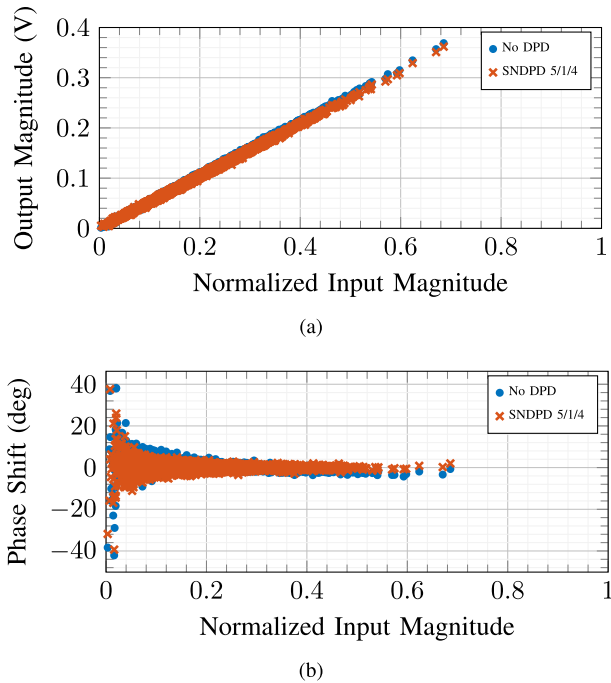 Output Magnitude (V)
0.4
0.3
0.2
0.1
0
No DPD
SNDPD 5/1/4
0 0.2 0.4 0.6 0.8 1
Normalized Input Magnitude
(a)
Phase Shift (deg)
40
20
0
−20
−40
No DPD
SNDPD 5/1/4
0 0.2 0.4 0.6 0.8 1
Normalized Input Magnitude
(b)